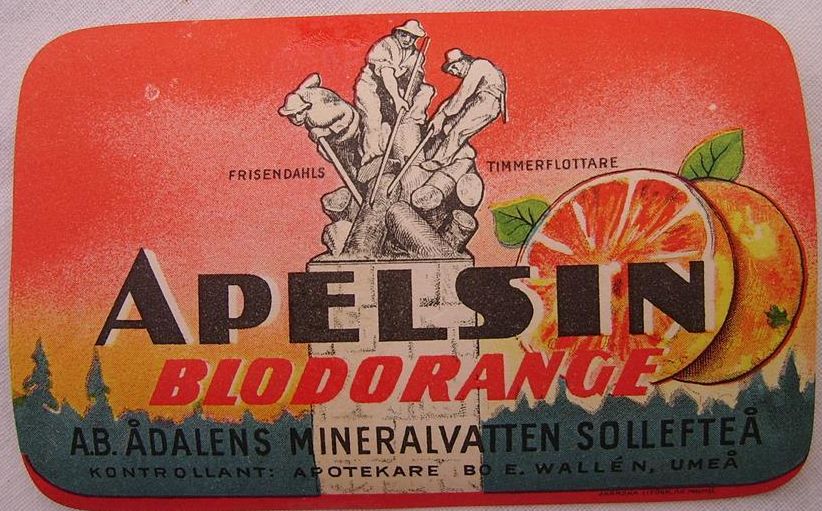 FRISENDAHLS TIMMERFLOTTARE
APELSIN
BLODORANGE
A.B. ÅDALENS MINERALVATTEN SOLLEFTEÅ
KONTROLLANT: APOTEKARE BO E. WALLÉN, UMEÅ